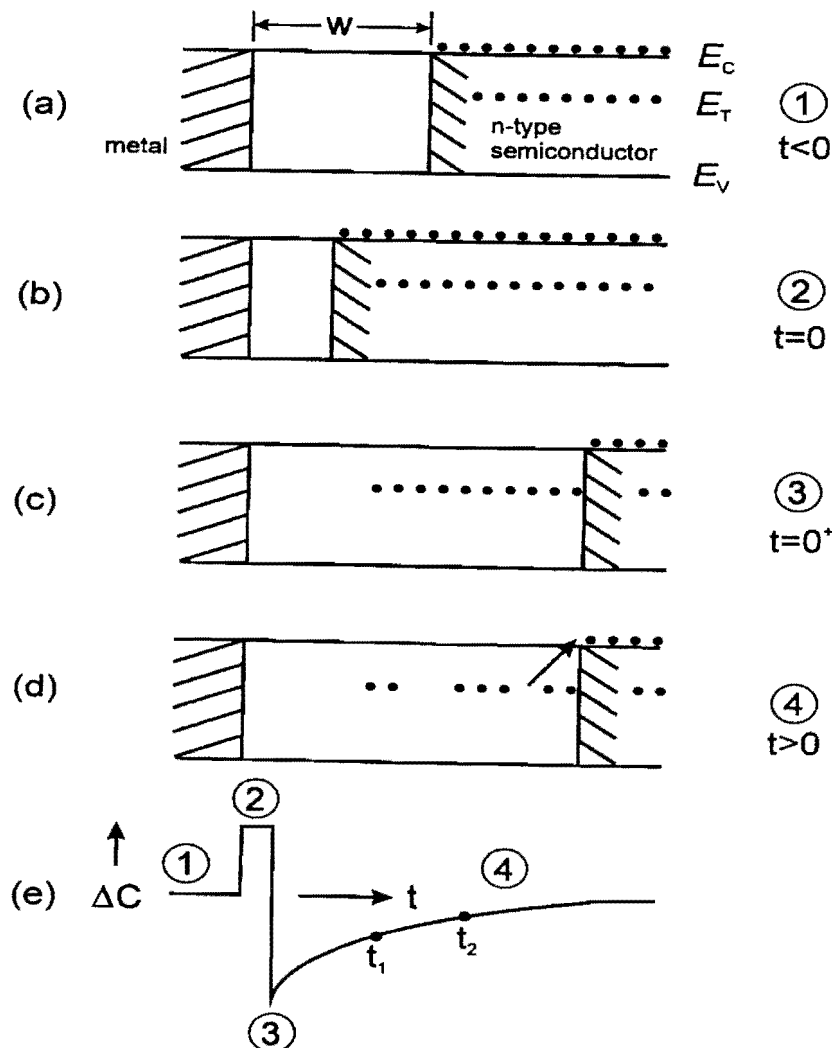 W
(a)
metal
n-type
semiconductor
E_C
E_T
E_V
①
t<0
(b)
②
t=0
(c)
③
t=0⁺
(d)
④
t>0
(e)
ΔC
①
②
③
④
t
t₁
t₂